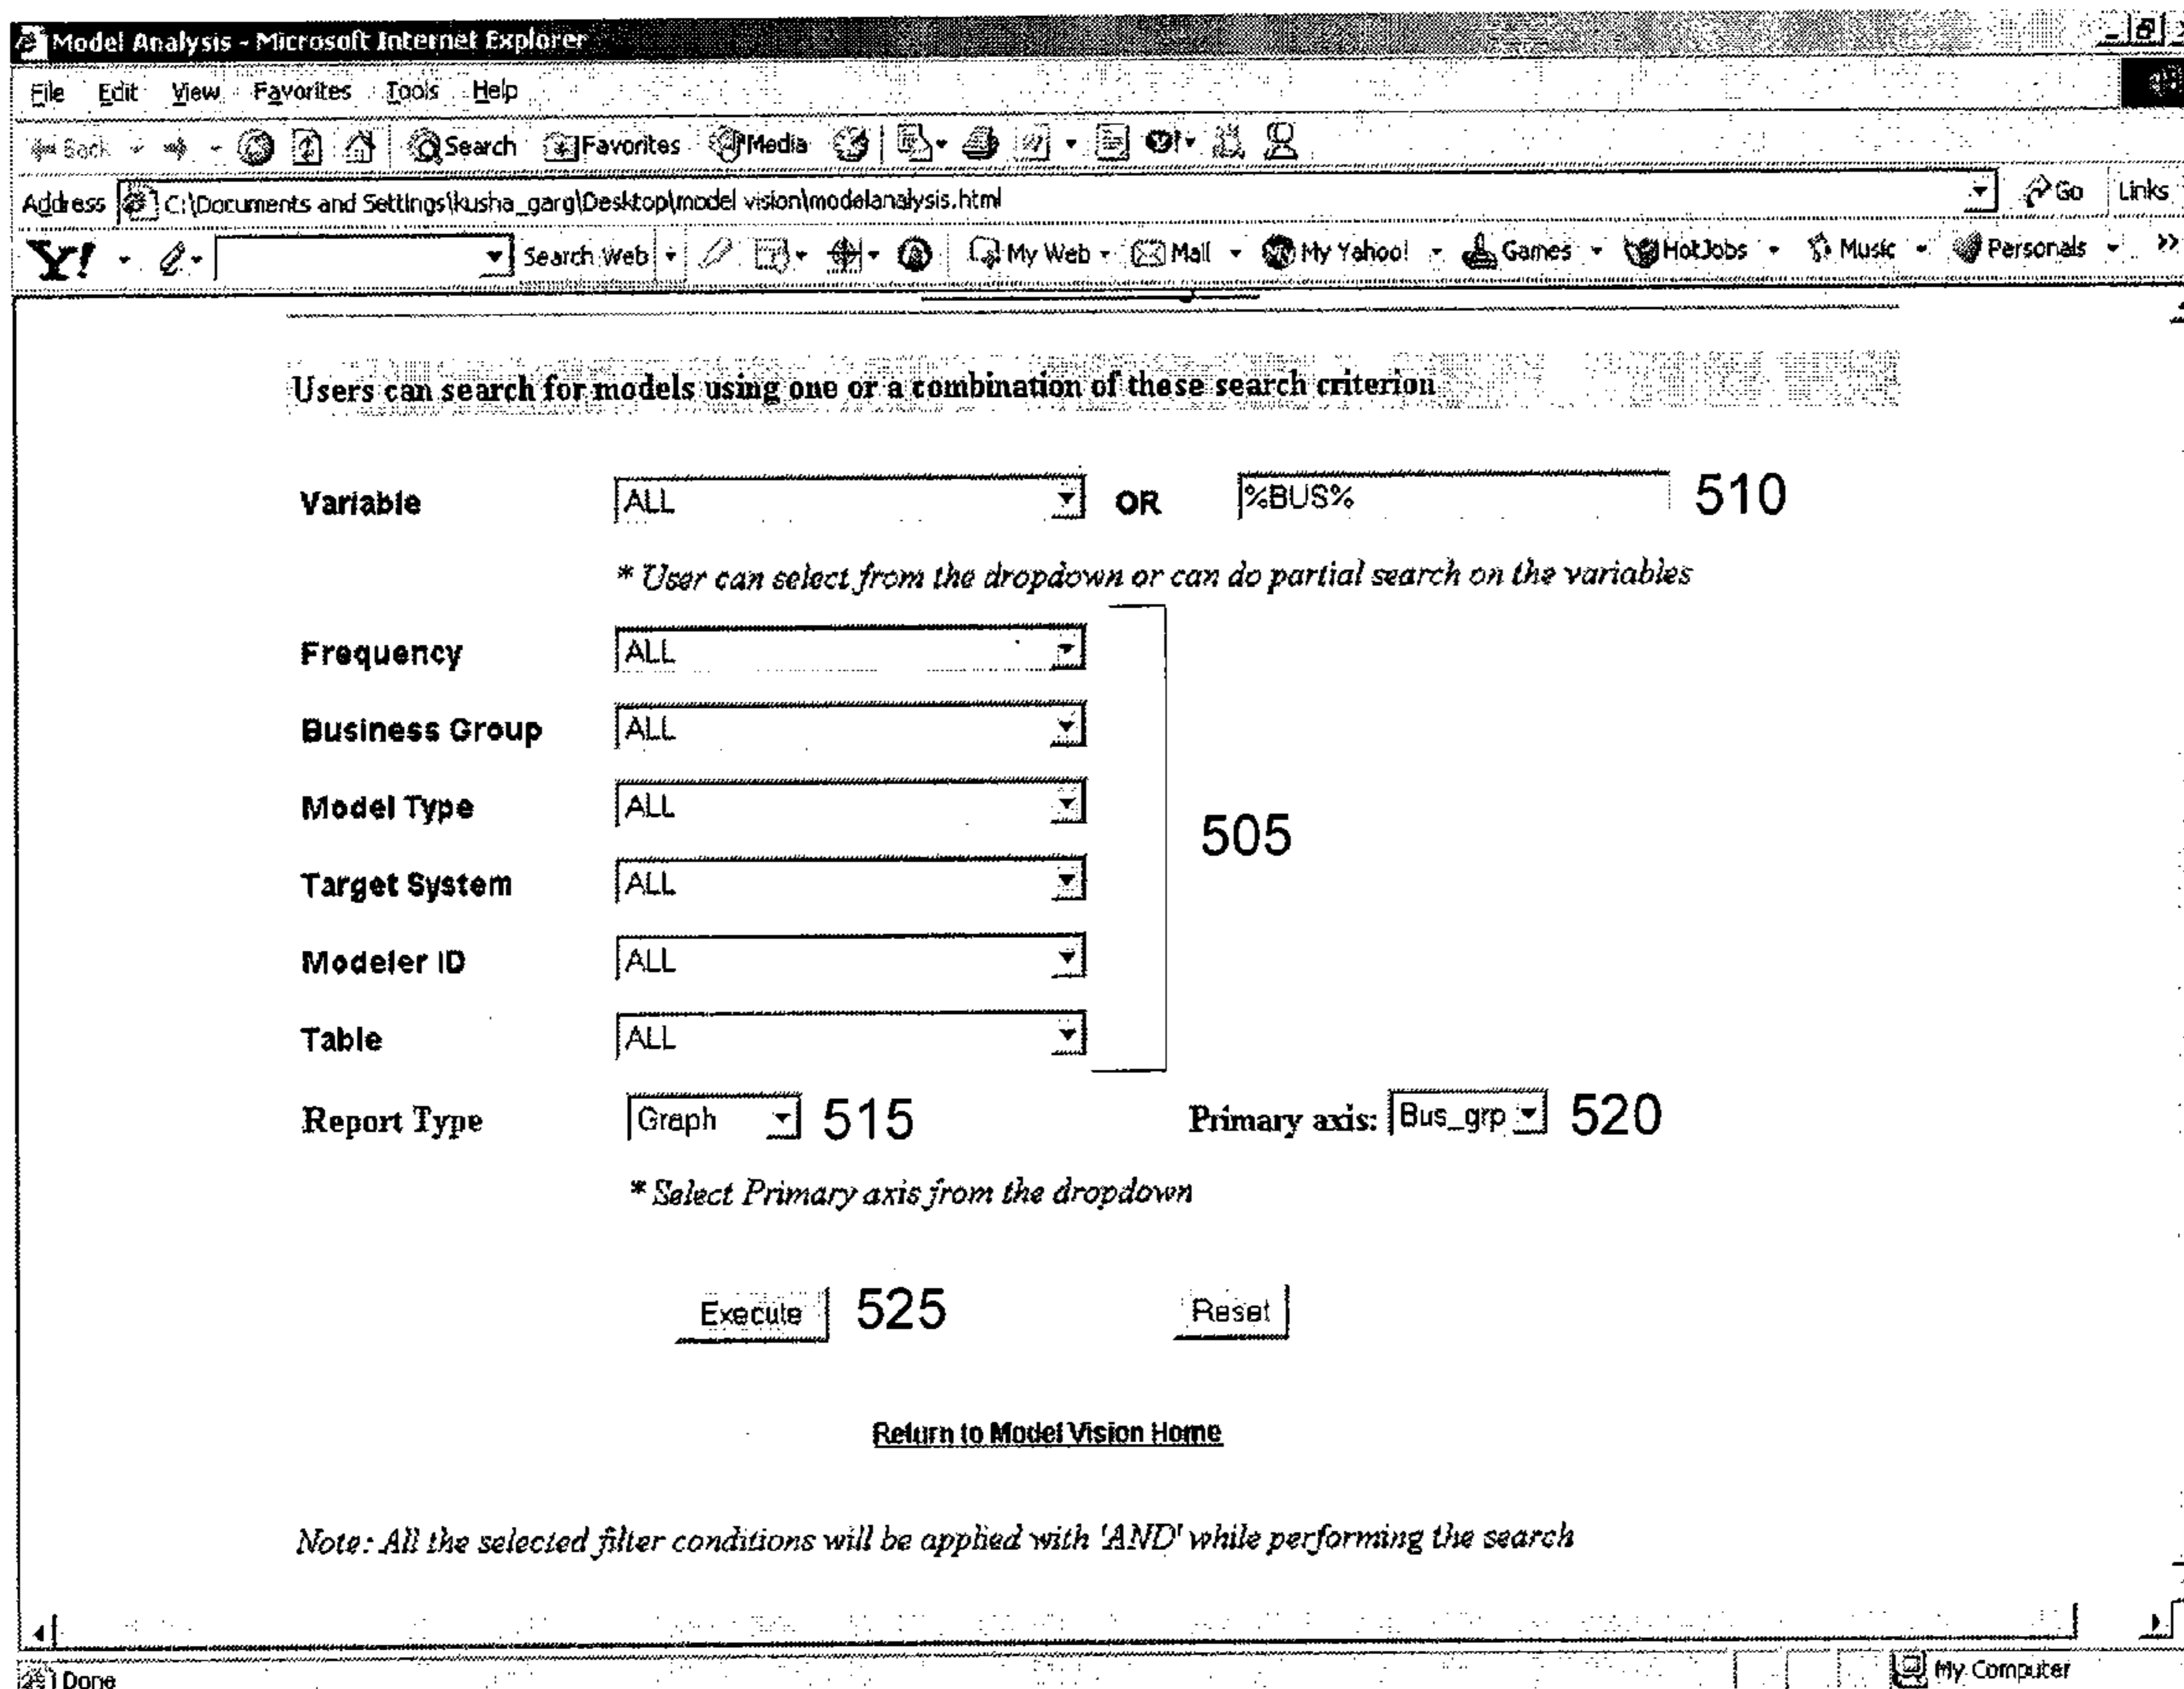 Model Analysis - Microsoft Internet Explorer
File Edit View Favorites Tools Help
Back Search Favorites Media
Address C:\Documents and Settings\kusha_garg\Desktop\model vision\modelanalysis.html Go Links
Y! Search Web My Web Mail My Yahoo! Games HotJobs Music Personals »
Users can search for models using one or a combination of these search criterion
Variable ALL OR %BUS% 510
* User can select from the dropdown or can do partial search on the variables
Frequency ALL
Business Group ALL
Model Type ALL
505
Target System ALL
Modeler ID ALL
Table ALL
Report Type Graph 515 Primary axis: Bus_grp 520
* Select Primary axis from the dropdown
Execute 525 Reset
Return to Model Vision Home
Note: All the selected filter conditions will be applied with 'AND' while performing the search
Done My Computer